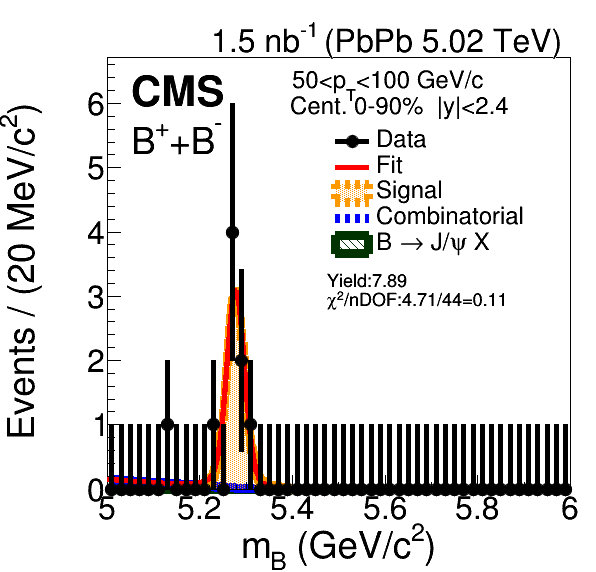 1.5 nb⁻¹ (PbPb 5.02 TeV)
CMS
B⁺+B⁻
50<p_T<100 GeV/c
Cent. 0-90% |y|<2.4
Data
Fit
Signal
Combinatorial
B → J/ψ X
Yield:7.89
χ²/nDOF:4.71/44=0.11
Events / (20 MeV/c²)
6
5
4
3
2
1
0
5 5.2 5.4 5.6 5.8 6
m_B (GeV/c²)